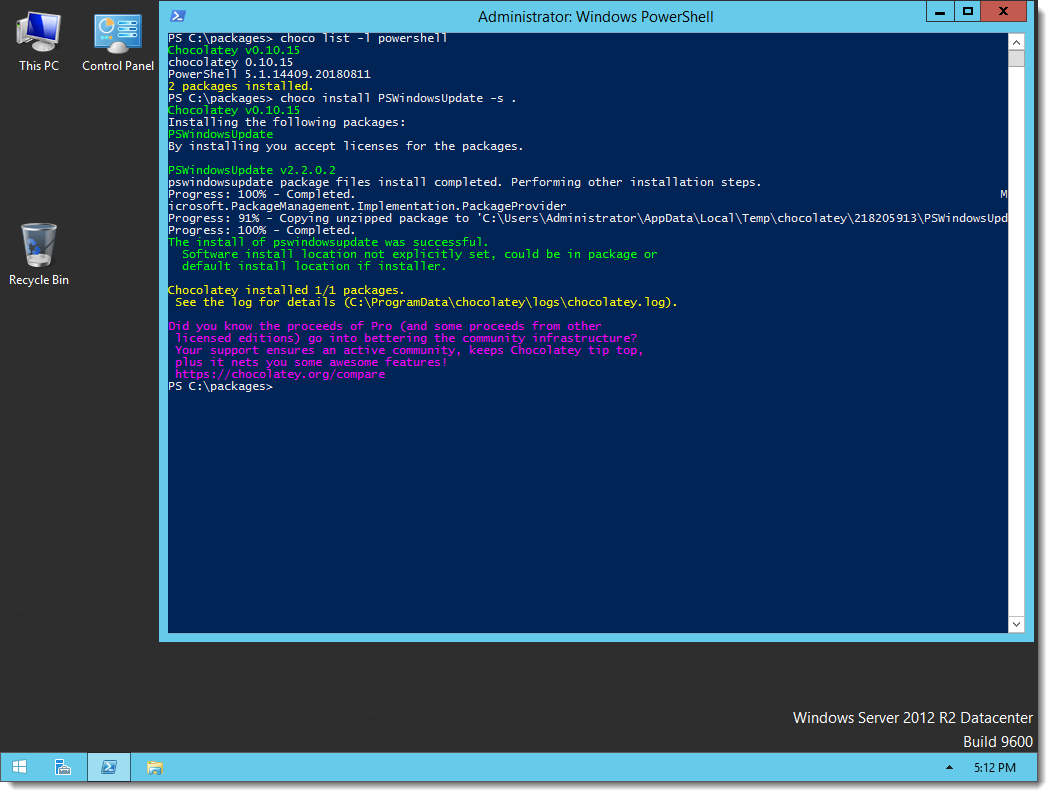 This PC
Control Panel
Recycle Bin
Administrator: Windows PowerShell
PS C:\packages> choco list -l powershell
Chocolatey v0.10.15
chocolatey 0.10.15
PowerShell 5.1.14409.20180811
2 packages installed.
PS C:\packages> choco install PSWindowsUpdate -s .
Chocolatey v0.10.15
Installing the following packages:
PSWindowsUpdate
By installing you accept licenses for the packages.
PSWindowsUpdate v2.2.0.2
pswindowsupdate package files install completed. Performing other installation steps.
Progress: 100% - Completed. M
icrosoft.PackageManagement.Implementation.PackageProvider
Progress: 91% - Copying unzipped package to 'C:\Users\Administrator\AppData\Local\Temp\chocolatey\218205913\PSWindowsUpd
Progress: 100% - Completed.
The install of pswindowsupdate was successful.
Software install location not explicitly set, could be in package or
default install location if installer.
Chocolatey installed 1/1 packages.
See the log for details (C:\ProgramData\chocolatey\logs\chocolatey.log).
Did you know the proceeds of Pro (and some proceeds from other
licensed editions) go into bettering the community infrastructure?
Your support ensures an active community, keeps Chocolatey tip top,
plus it nets you some awesome features!
https://chocolatey.org/compare
PS C:\packages>
Windows Server 2012 R2 Datacenter
Build 9600
5:12 PM